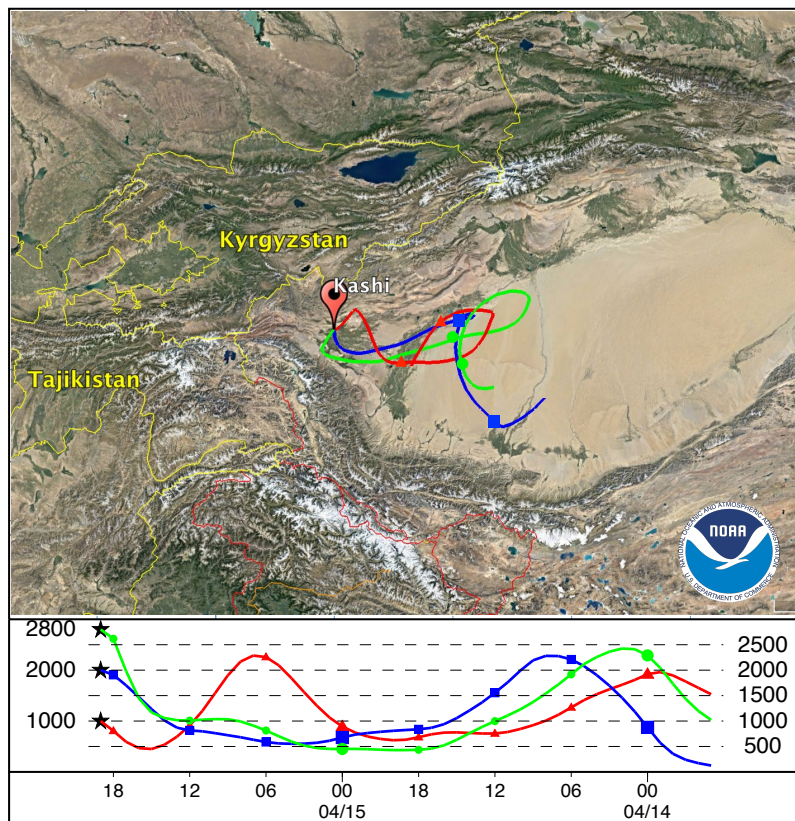 Kyrgyzstan
Kashi
Tajikistan
NATIONAL OCEANIC AND ATMOSPHERIC ADMINISTRATION
NOAA
U.S. DEPARTMENT OF COMMERCE
2800
2000
1000
2500
2000
1500
1000
500
18 12 06 00 18 12 06 00
04/15 04/14